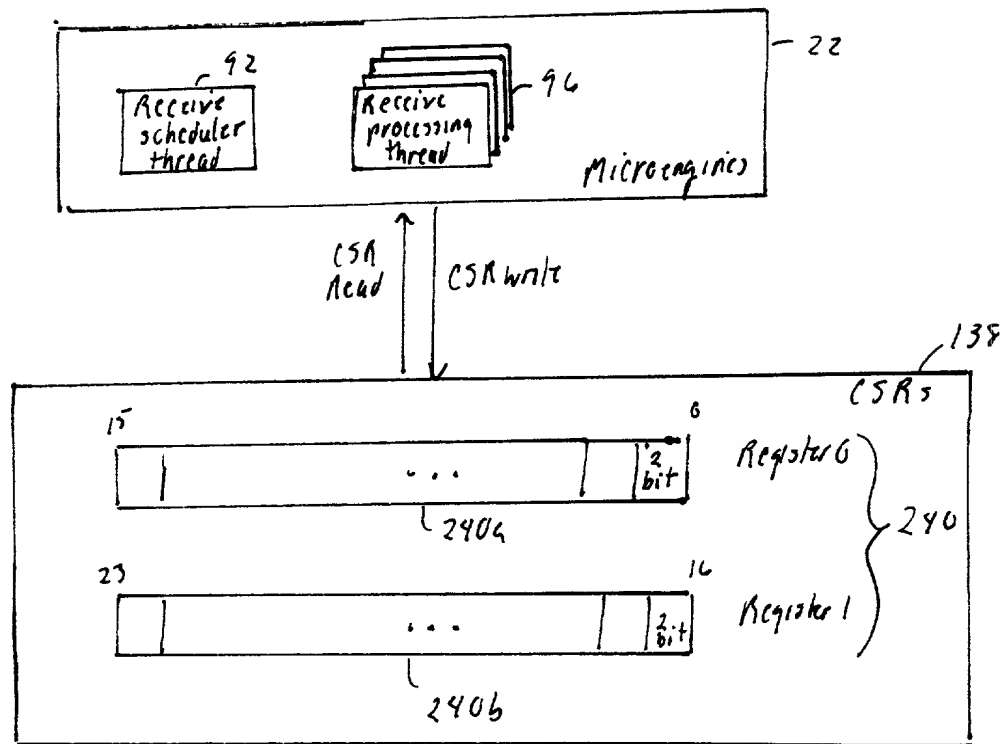 92
22
96
Receive
scheduler
thread
Receive
processing
thread
Microengines
CSR
Read
CSR write
138
CSRs
15
0
2
bit
Register 0
240a
240
23
16
2
bit
Register 1
240b